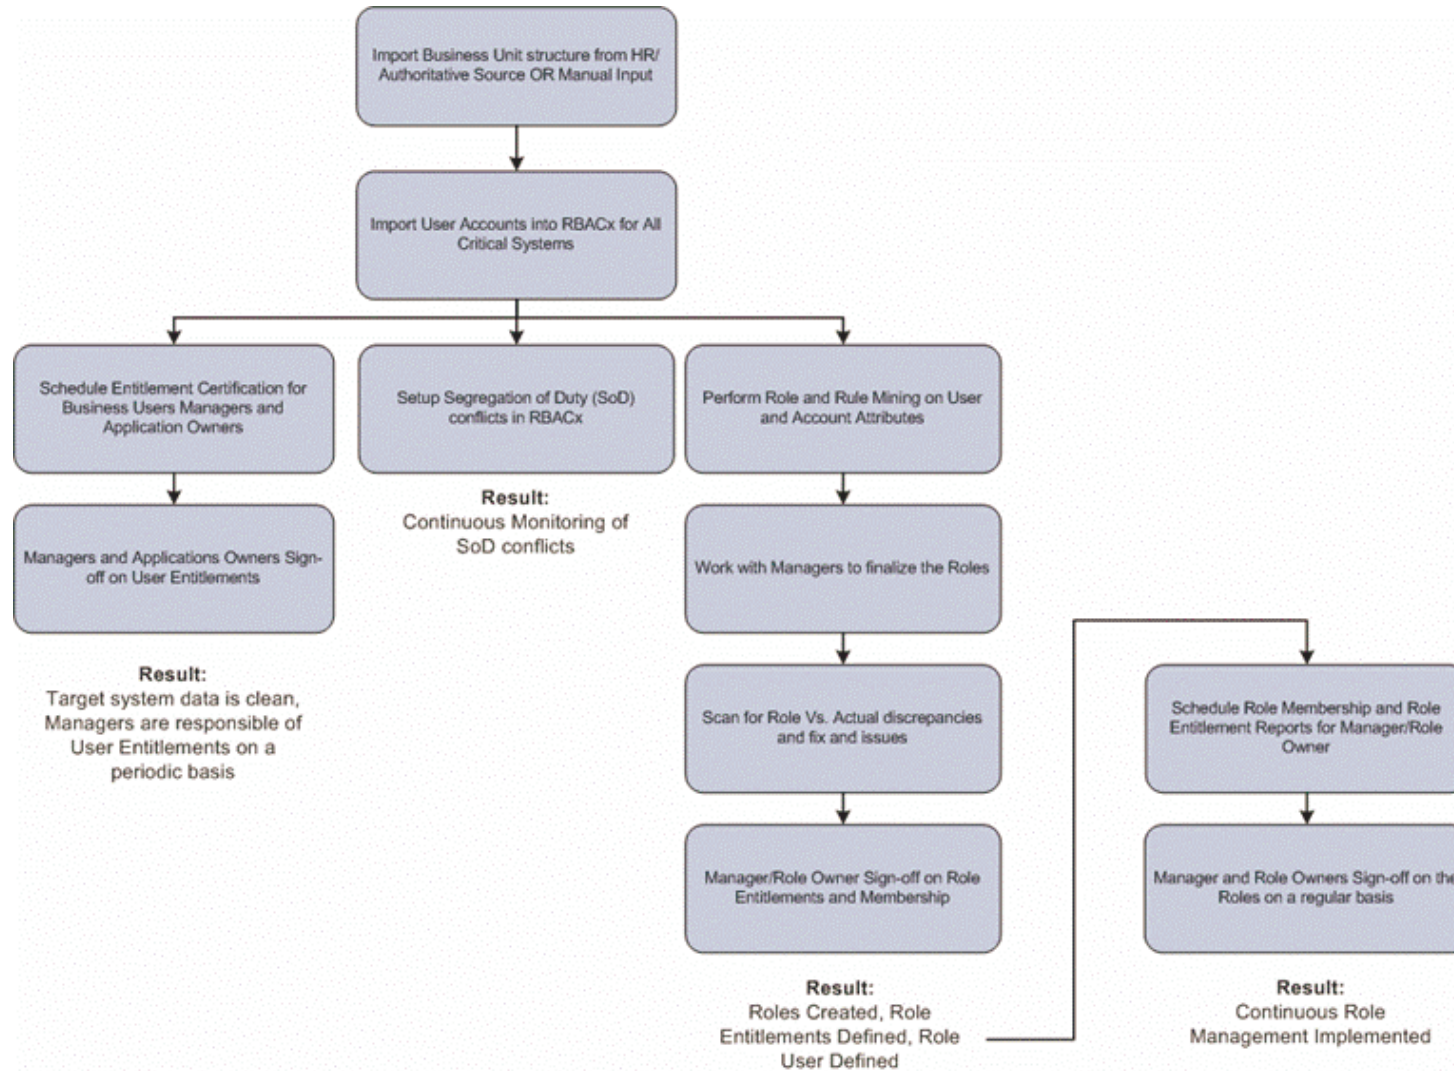 Import Business Unit structure from HR/
Authoritative Source OR Manual Input
Import User Accounts into RBACx for All
Critical Systems
Schedule Entitlement Certification for
Business Users Managers and
Application Owners
Setup Segregation of Duty (SoD)
conflicts in RBACx
Perform Role and Rule Mining on User
and Account Attributes
Result:
Continuous Monitoring of
SoD conflicts
Managers and Applications Owners Sign-
off on User Entitlements
Work with Managers to finalize the Roles
Result:
Target system data is clean,
Managers are responsible of
User Entitlements on a
periodic basis
Scan for Role Vs. Actual discrepancies
and fix and issues
Schedule Role Membership and Role
Entitlement Reports for Manager/Role
Owner
Manager/Role Owner Sign-off on Role
Entitlements and Membership
Manager and Role Owners Sign-off on the
Roles on a regular basis
Result:
Roles Created, Role
Entitlements Defined, Role
User Defined
Result:
Continuous Role
Management Implemented